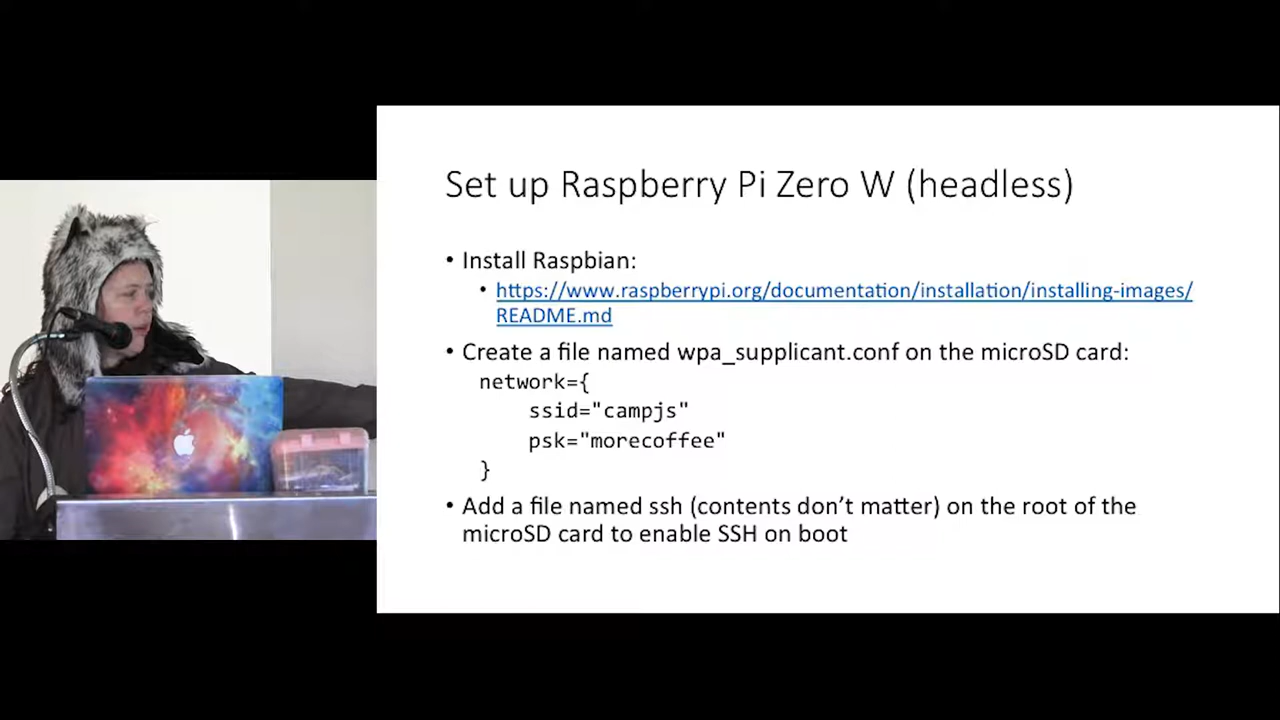 Set up Raspberry Pi Zero W (headless)
• Install Raspbian:
• https://www.raspberrypi.org/documentation/installation/installing-images/
README.md
• Create a file named wpa_supplicant.conf on the microSD card:
network={
ssid="campjs"
psk="morecoffee"
}
• Add a file named ssh (contents don’t matter) on the root of the
microSD card to enable SSH on boot